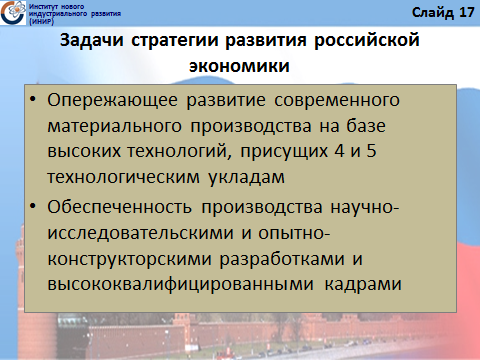 Институт нового
индустриального развития
(ИНИР)
Слайд 17
Задачи стратегии развития российской
экономики
• Опережающее развитие современного
материального производства на базе
высоких технологий, присущих 4 и 5
технологическим укладам
• Обеспеченность производства научно-
исследовательскими и опытно-
конструкторскими разработками и
высококвалифицированными кадрами